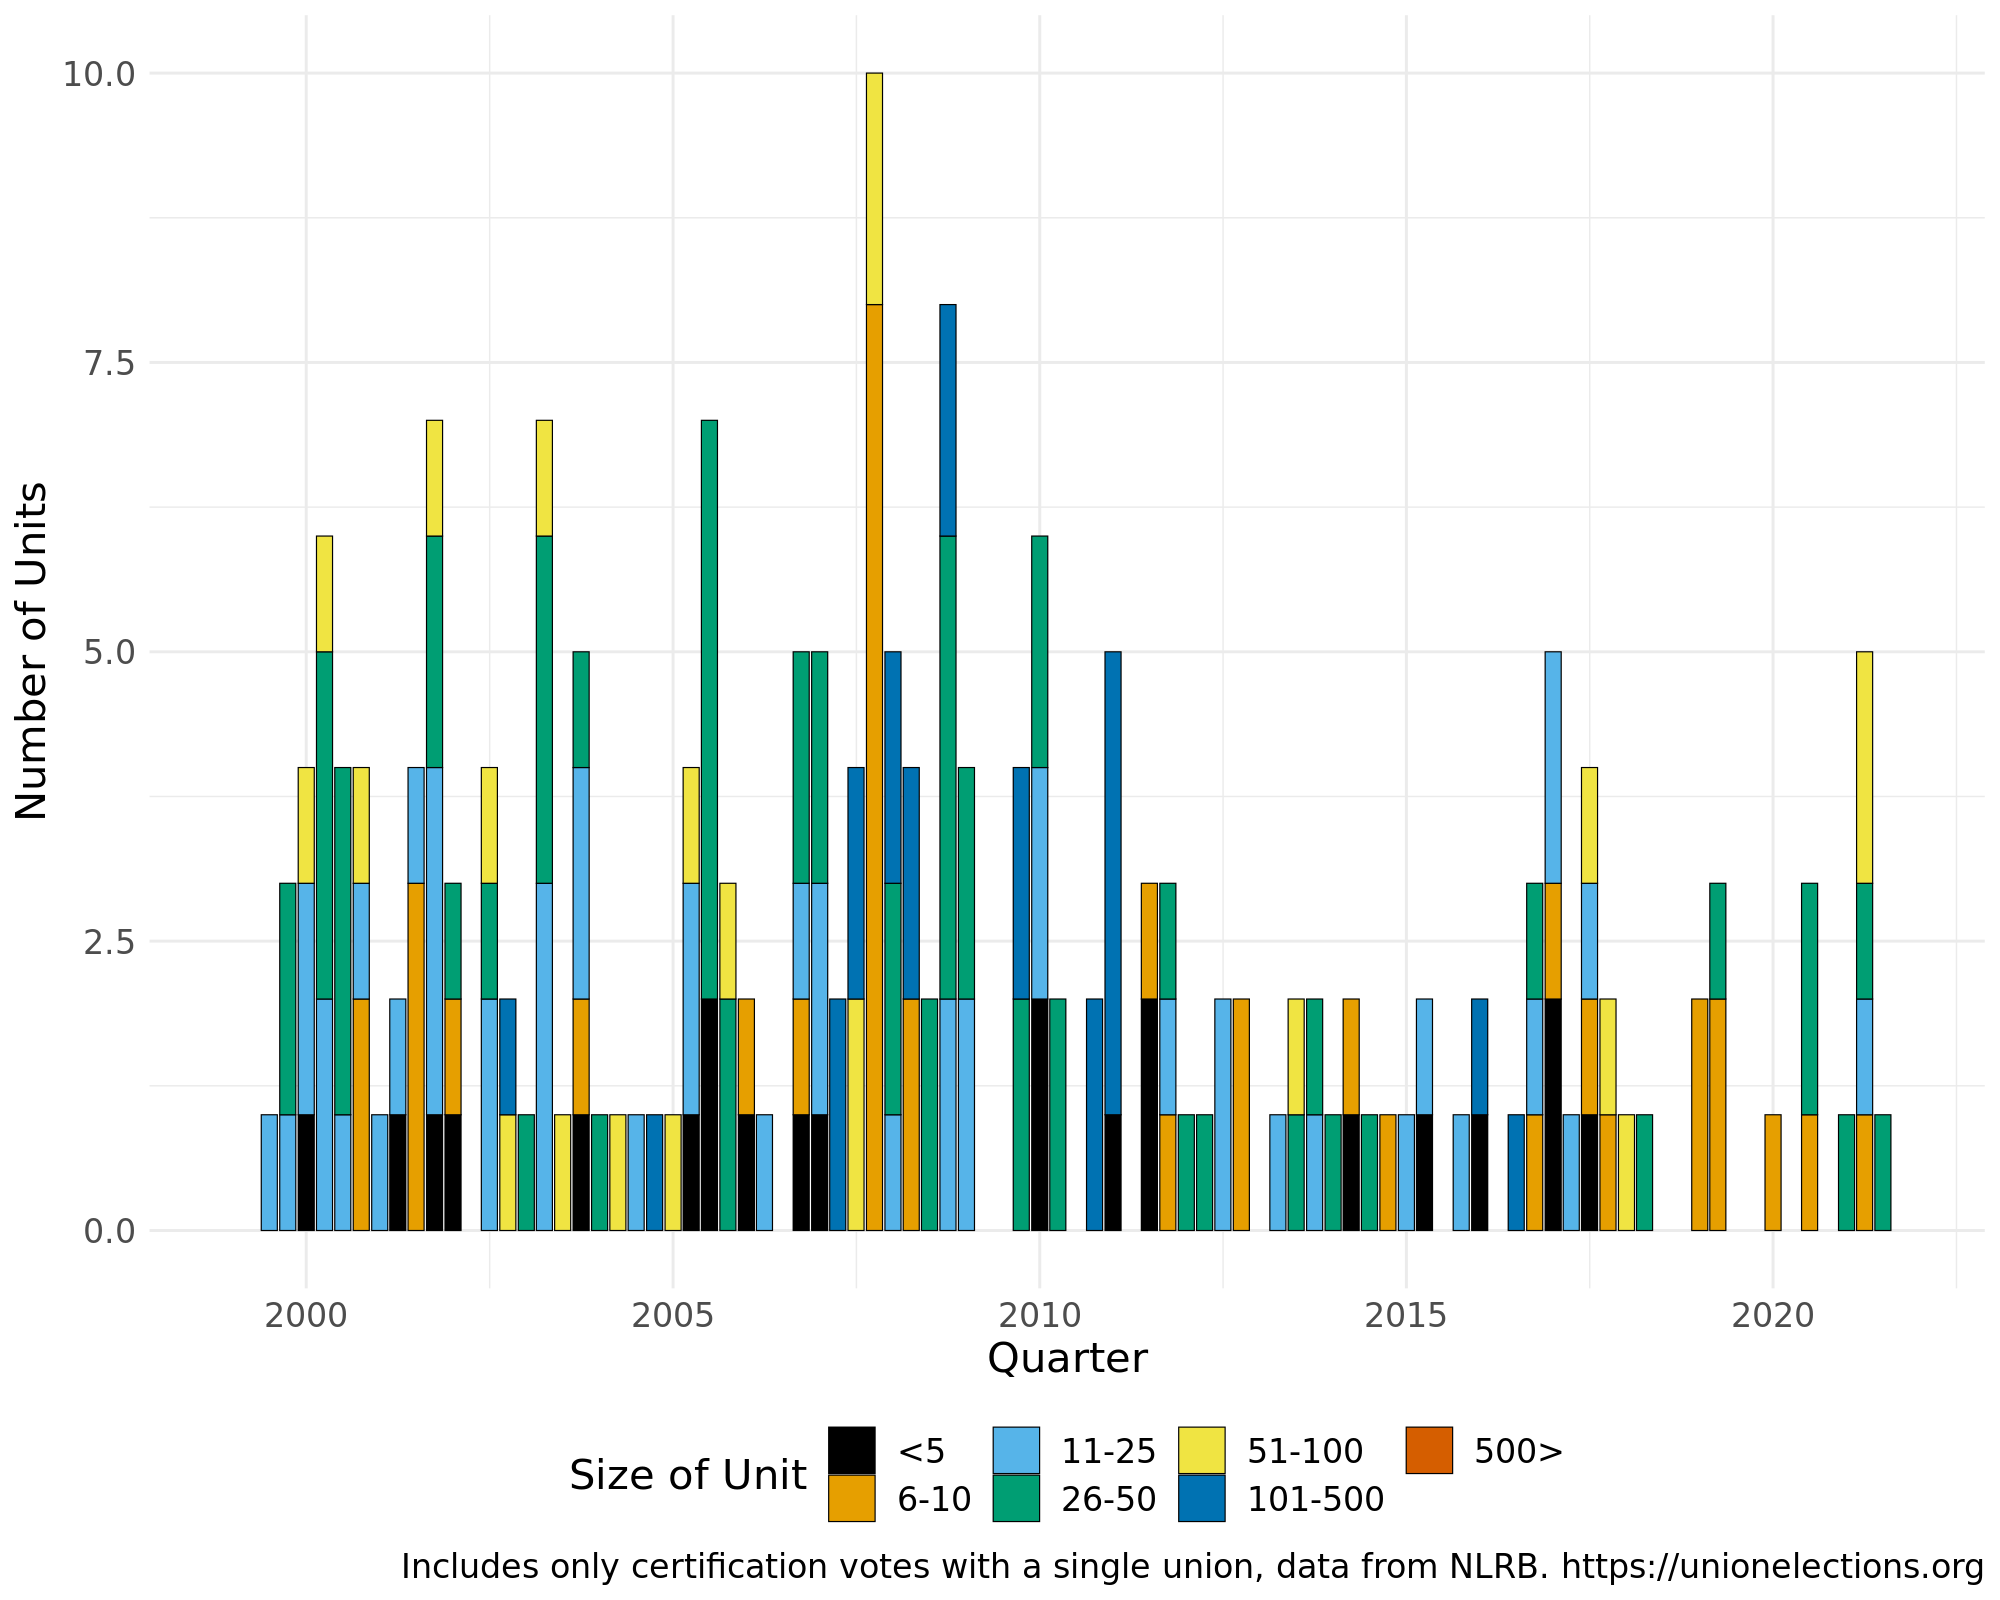 10.0
7.5
5.0
2.5
0.0
Number of Units
2000 2005 2010 2015 2020
Quarter
Size of Unit
<5 11-25 51-100 500>
6-10 26-50 101-500
Includes only certification votes with a single union, data from NLRB. https://unionelections.org